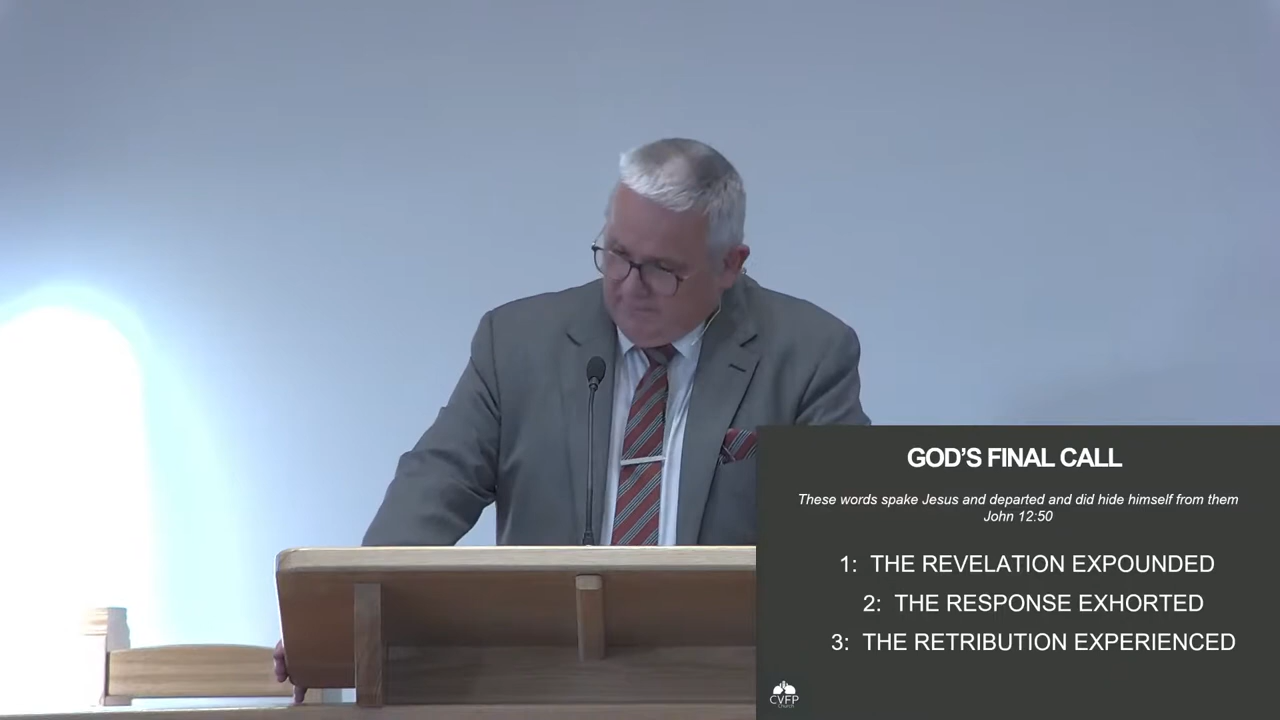 GOD'S FINAL CALL
These words spake Jesus and departed and did hide himself from them
John 12:50
1: THE REVELATION EXPOUNDED
2: THE RESPONSE EXHORTED
3: THE RETRIBUTION EXPERIENCED
CVFP
Church